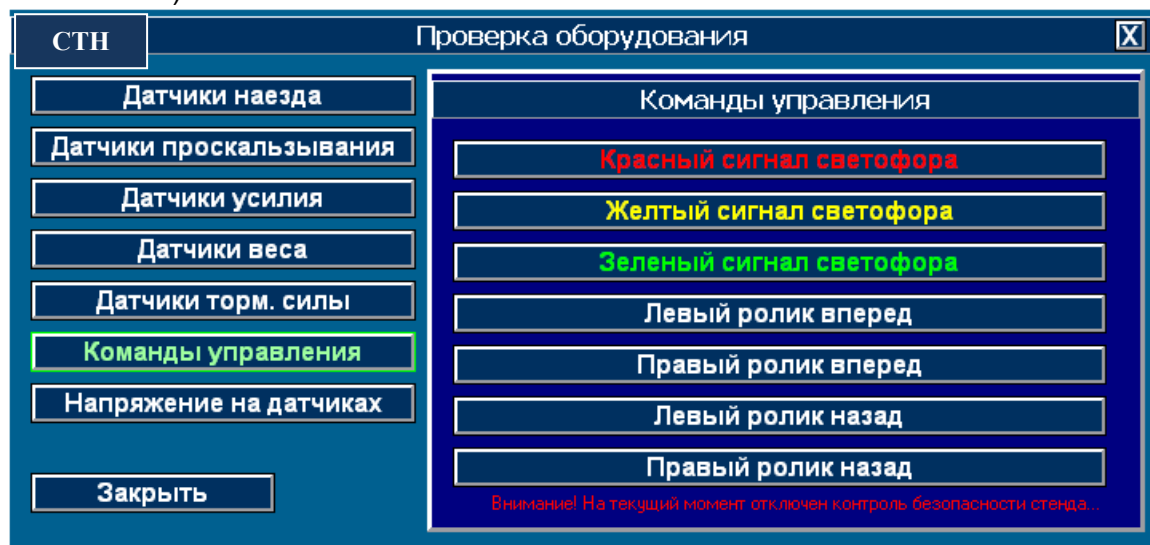 СТН
Проверка оборудования
X
Датчики наезда
Датчики проскальзывания
Датчики усилия
Датчики веса
Датчики торм. силы
Команды управления
Напряжение на датчиках
Закрыть
Команды управления
Красный сигнал светофора
Желтый сигнал светофора
Зеленый сигнал светофора
Левый ролик вперед
Правый ролик вперед
Левый ролик назад
Правый ролик назад
Внимание! На текущий момент отключен контроль безопасности стенда...